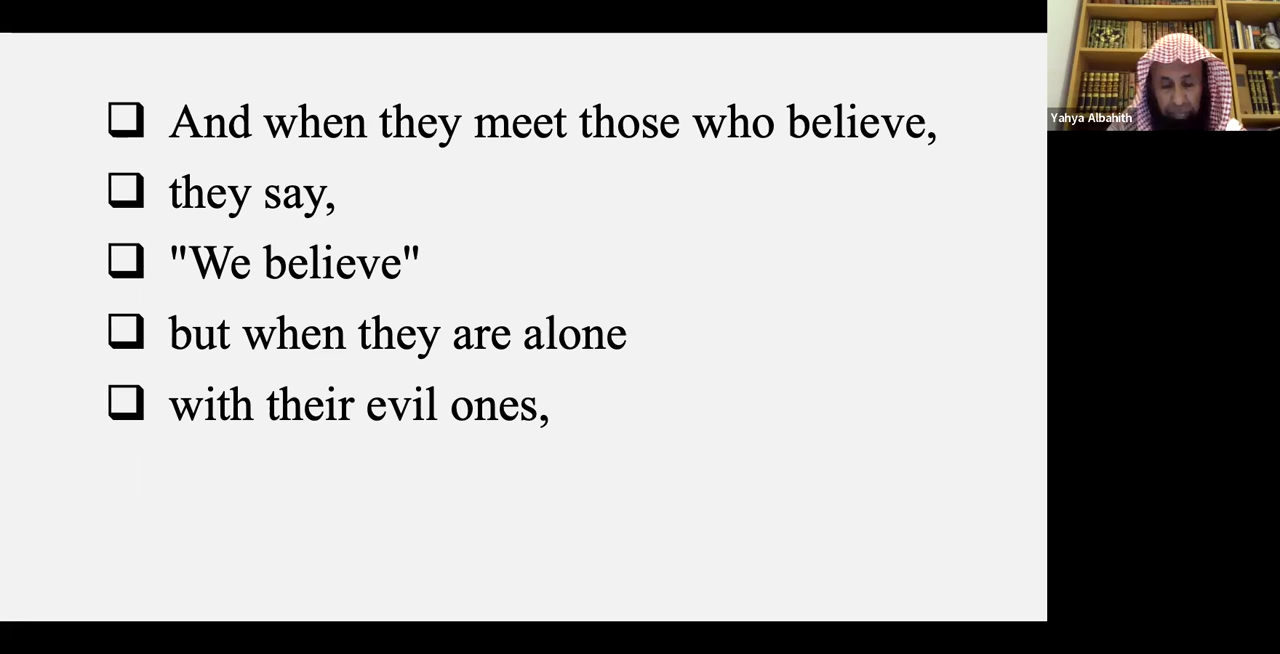 And when they meet those who believe,
they say,
"We believe"
but when they are alone
with their evil ones,
Yahya Albahith